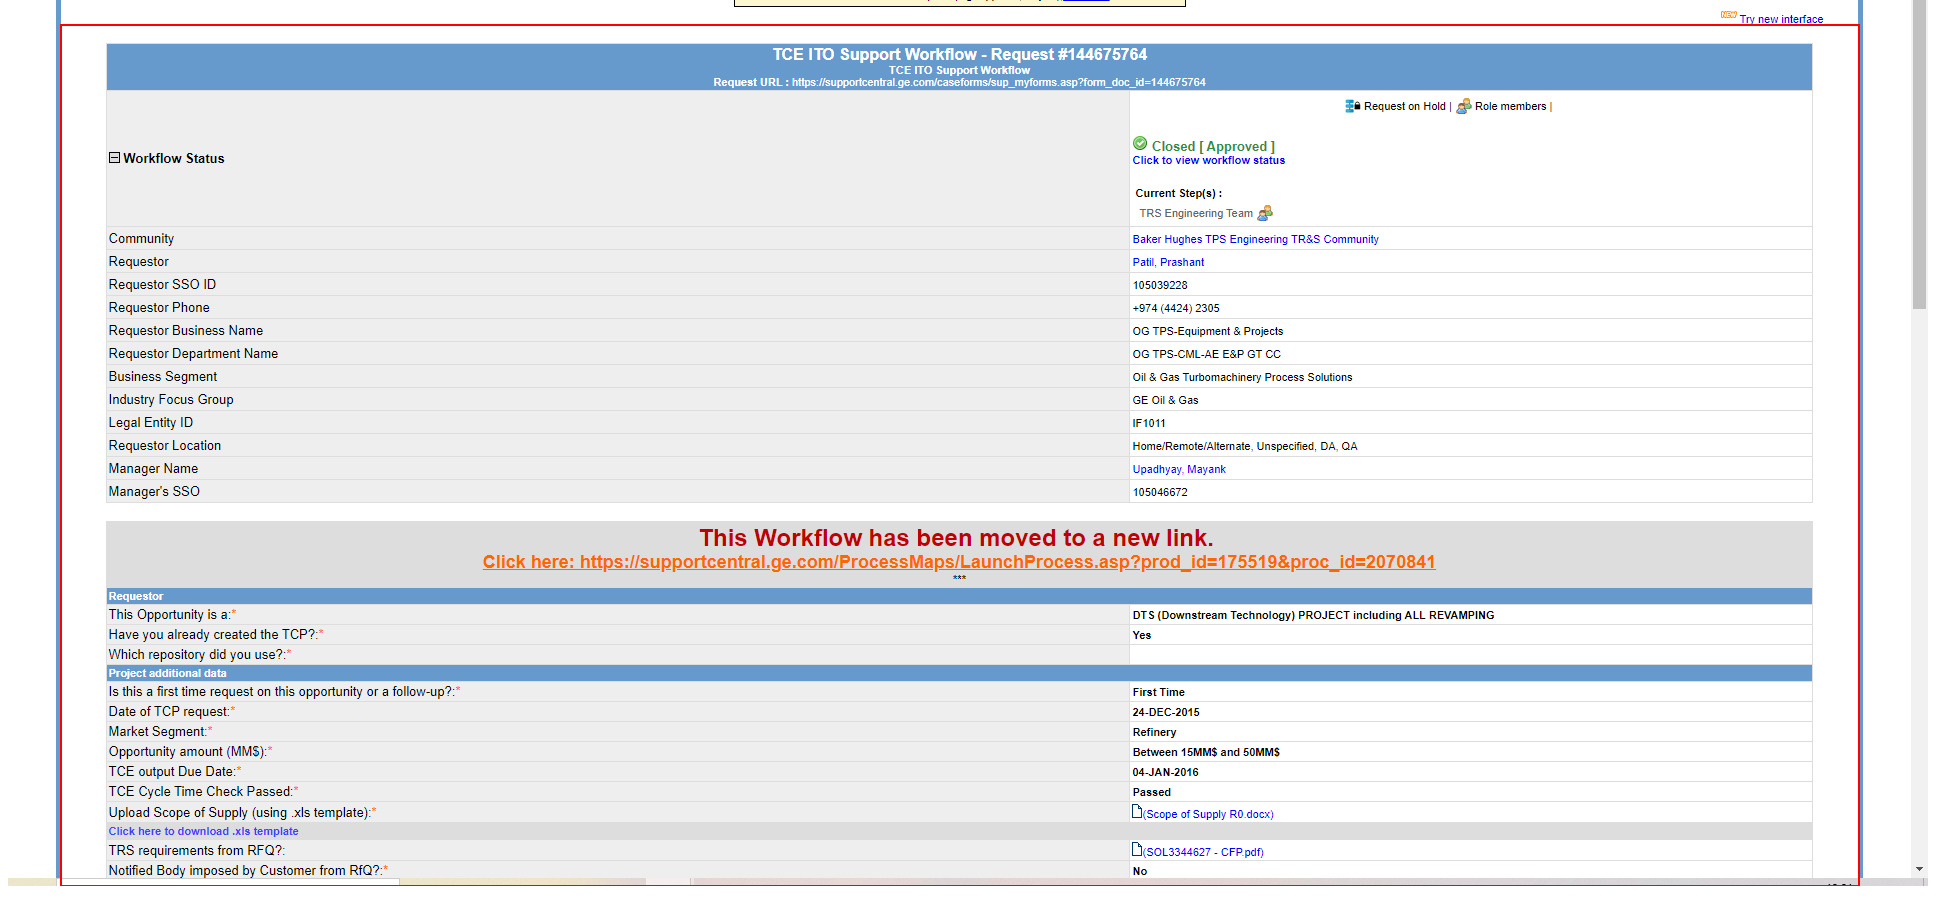 NEW Try new interface
TCE ITO Support Workflow - Request #144675764
TCE ITO Support Workflow
Request URL : https://supportcentral.ge.com/caseforms/sup_myforms.asp?form_doc_id=144675764
Request on Hold | Role members |
Workflow Status
Closed [ Approved ]
Click to view workflow status
Current Step(s) :
TRS Engineering Team
Community Baker Hughes TPS Engineering TR&S Community
Requestor Patil, Prashant
Requestor SSO ID 105039228
Requestor Phone +974 (4424) 2305
Requestor Business Name OG TPS-Equipment & Projects
Requestor Department Name OG TPS-CML-AE E&P GT CC
Business Segment Oil & Gas Turbomachinery Process Solutions
Industry Focus Group GE Oil & Gas
Legal Entity ID IF1011
Requestor Location Home/Remote/Alternate, Unspecified, DA, QA
Manager Name Upadhyay, Mayank
Manager's SSO 105046672
This Workflow has been moved to a new link.
Click here: https://supportcentral.ge.com/ProcessMaps/LaunchProcess.asp?prod_id=175519&proc_id=2070841
***
Requestor
This Opportunity is a:* DTS (Downstream Technology) PROJECT including ALL REVAMPING
Have you already created the TCP?:* Yes
Which repository did you use?:*
Project additional data
Is this a first time request on this opportunity or a follow-up?:* First Time
Date of TCP request:* 24-DEC-2015
Market Segment:* Refinery
Opportunity amount (MM$):* Between 15MM$ and 50MM$
TCE output Due Date:* 04-JAN-2016
TCE Cycle Time Check Passed:* Passed
Upload Scope of Supply (using .xls template):* (Scope of Supply R0.docx)
Click here to download .xls template
TRS requirements from RFQ?: (SOL3344627 - CFP.pdf)
Notified Body imposed by Customer from RfQ?:* No